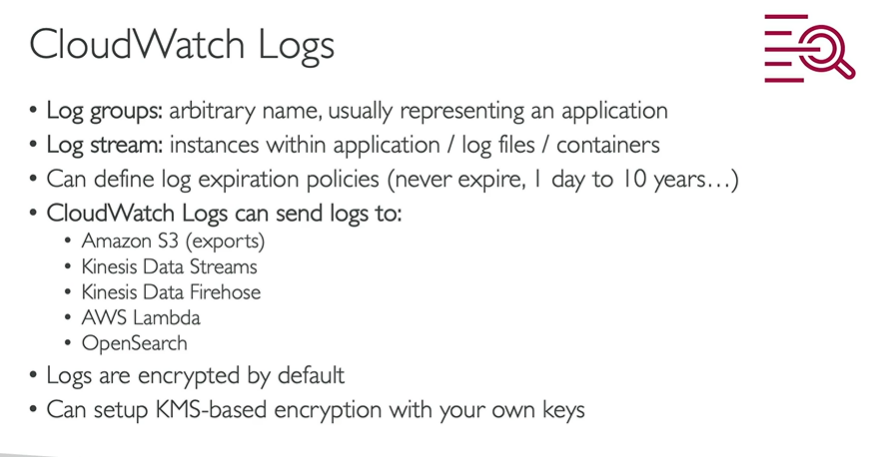 CloudWatch Logs
• Log groups: arbitrary name, usually representing an application
• Log stream: instances within application / log files / containers
• Can define log expiration policies (never expire, 1 day to 10 years…)
• CloudWatch Logs can send logs to:
• Amazon S3 (exports)
• Kinesis Data Streams
• Kinesis Data Firehose
• AWS Lambda
• OpenSearch
• Logs are encrypted by default
• Can setup KMS-based encryption with your own keys